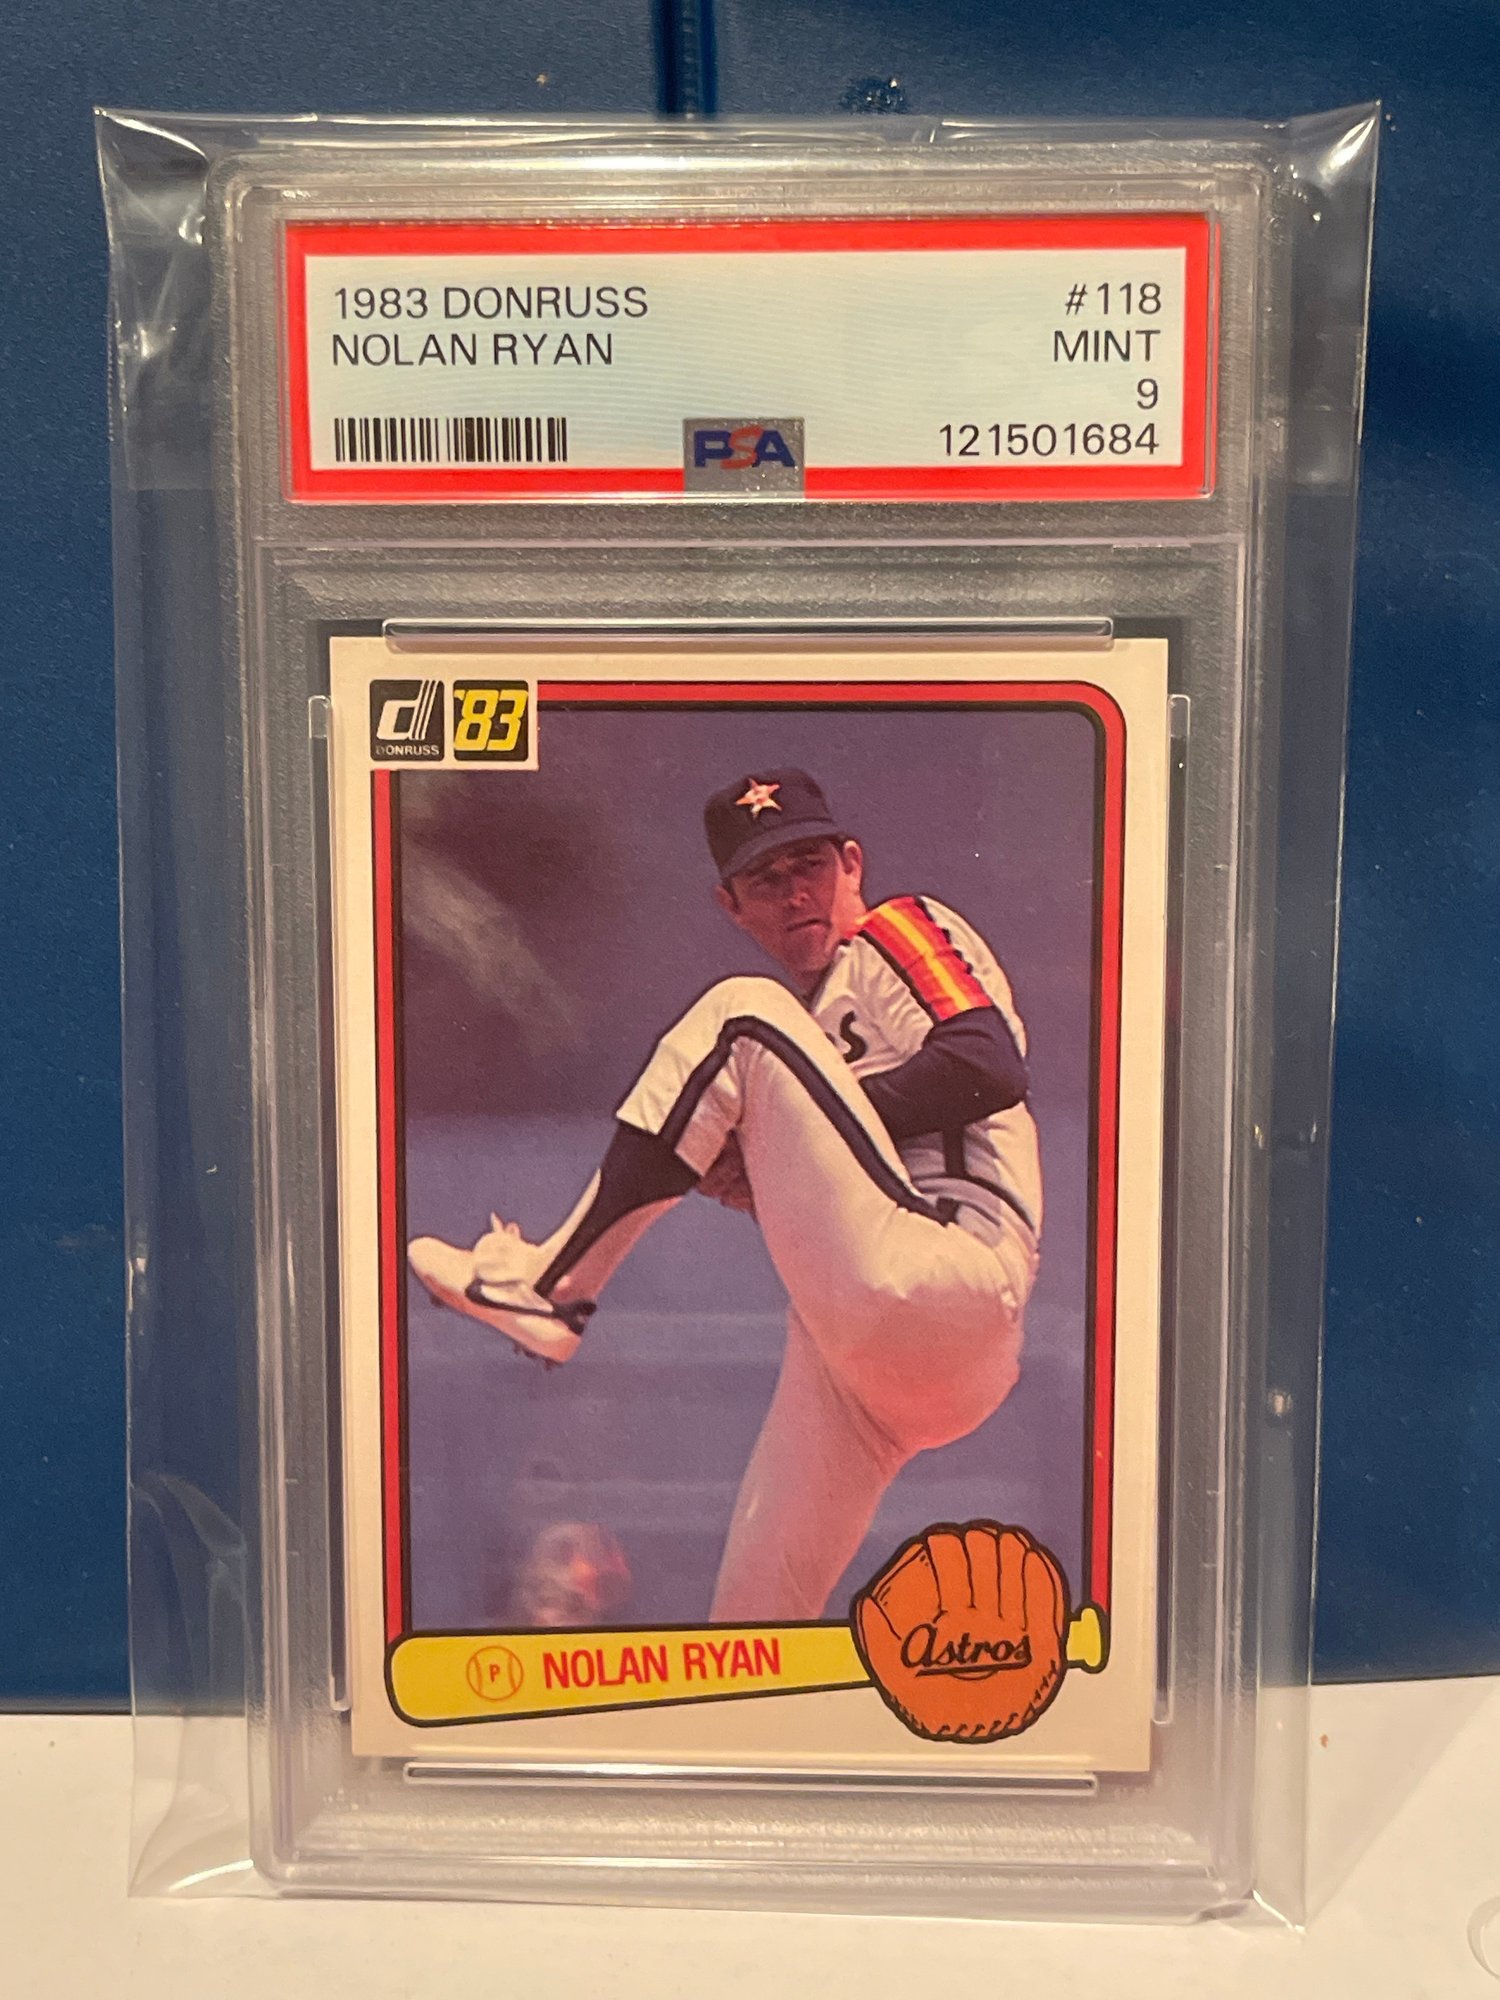 1983 DONRUSS #118
NOLAN RYAN MINT
9
PSA 121501684
d '83
DONRUSS
S
P NOLAN RYAN
Astros